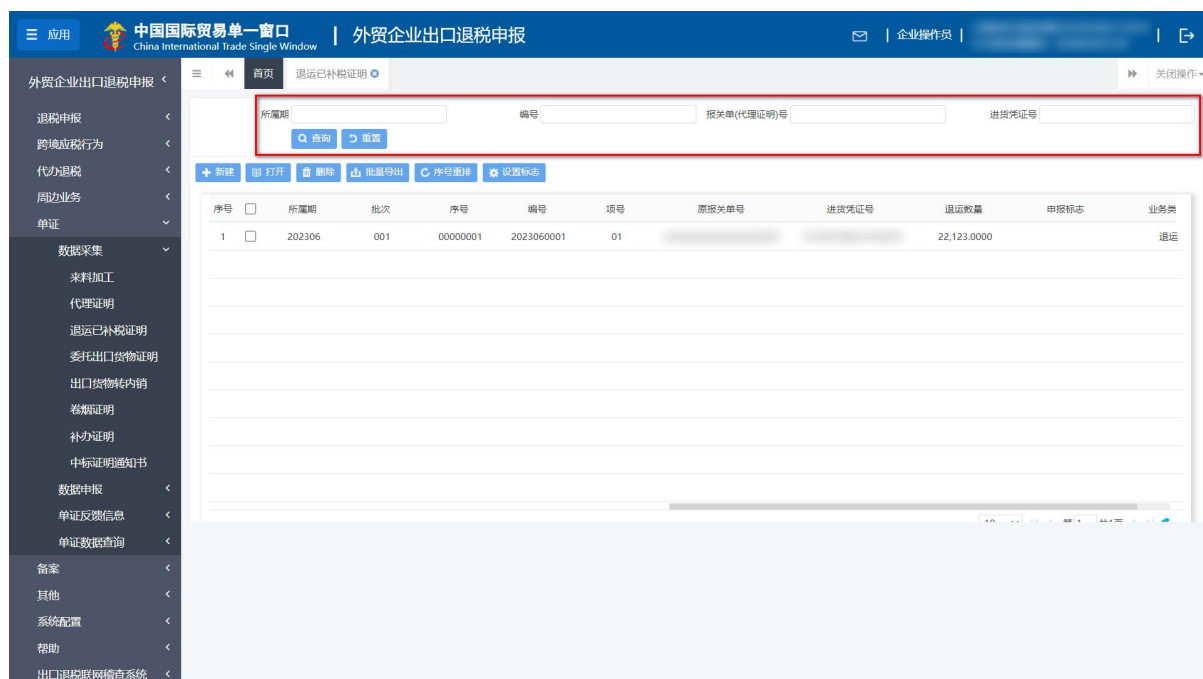 应用
中国国际贸易单一窗口
China International Trade Single Window
外贸企业出口退税申报
企业操作员
外贸企业出口退税申报
首页
退运已补税证明
关闭操作
退税申报
跨境应税行为
代办退税
周边业务
单证
数据采集
来料加工
代理证明
退运已补税证明
委托出口货物证明
出口货物转内销
卷烟证明
补办证明
中标证明通知书
数据申报
单证反馈信息
单证数据查询
备案
其他
系统配置
帮助
出口退税联网稽查系统
所属期 编号 报关单(代理证明)号 进货凭证号
查询 重置
新建 打开 删除 批量导出 序号重排 设置标志
序号 所属期 批次 序号 编号 项号 原报关单号 进货凭证号 退运数量 申报标志 业务类
1 202306 001 00000001 2023060001 01 22,123.0000 退运